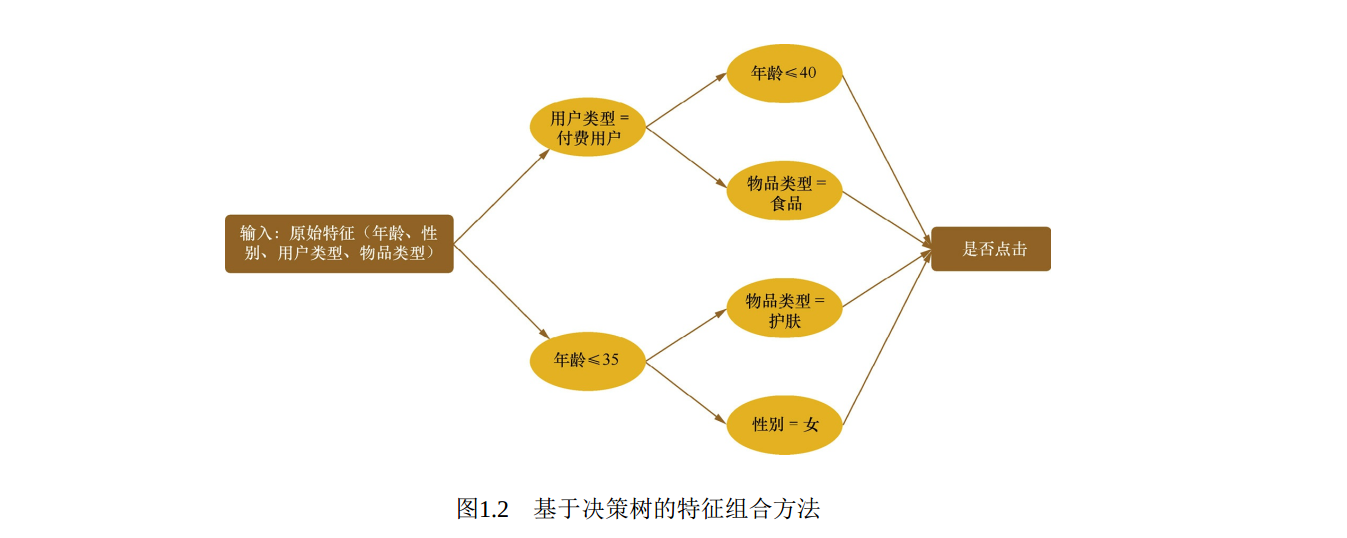 年龄≤40
用户类型 =
付费用户
物品类型 =
食品
输入：原始特征（年龄、性
别、用户类型、物品类型）
是否点击
物品类型 =
护肤
年龄≤35
性别 = 女
图1.2 基于决策树的特征组合方法